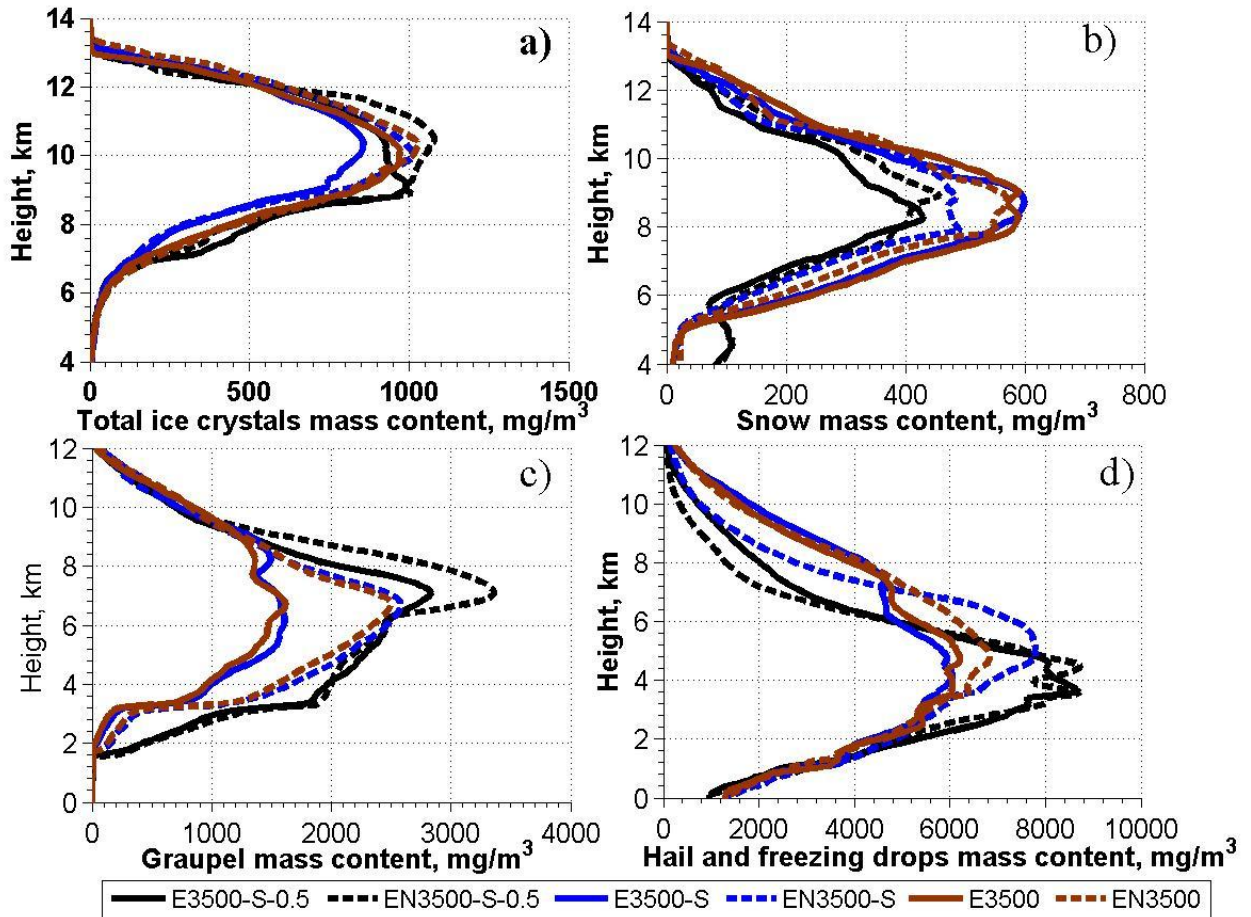 14
12
10
8
6
4
Height, km
a)
0 500 1000 1500
Total ice crystals mass content, mg/m³
14
12
10
8
6
4
Height, km
b)
0 200 400 600 800
Snow mass content, mg/m³
12
10
8
6
4
2
0
Height, km
c)
0 1000 2000 3000 4000
Graupel mass content, mg/m³
12
10
8
6
4
2
0
Height, km
d)
0 2000 4000 6000 8000 10000
Hail and freezing drops mass content, mg/m³
E3500-S-0.5 EN3500-S-0.5 E3500-S EN3500-S E3500 EN3500